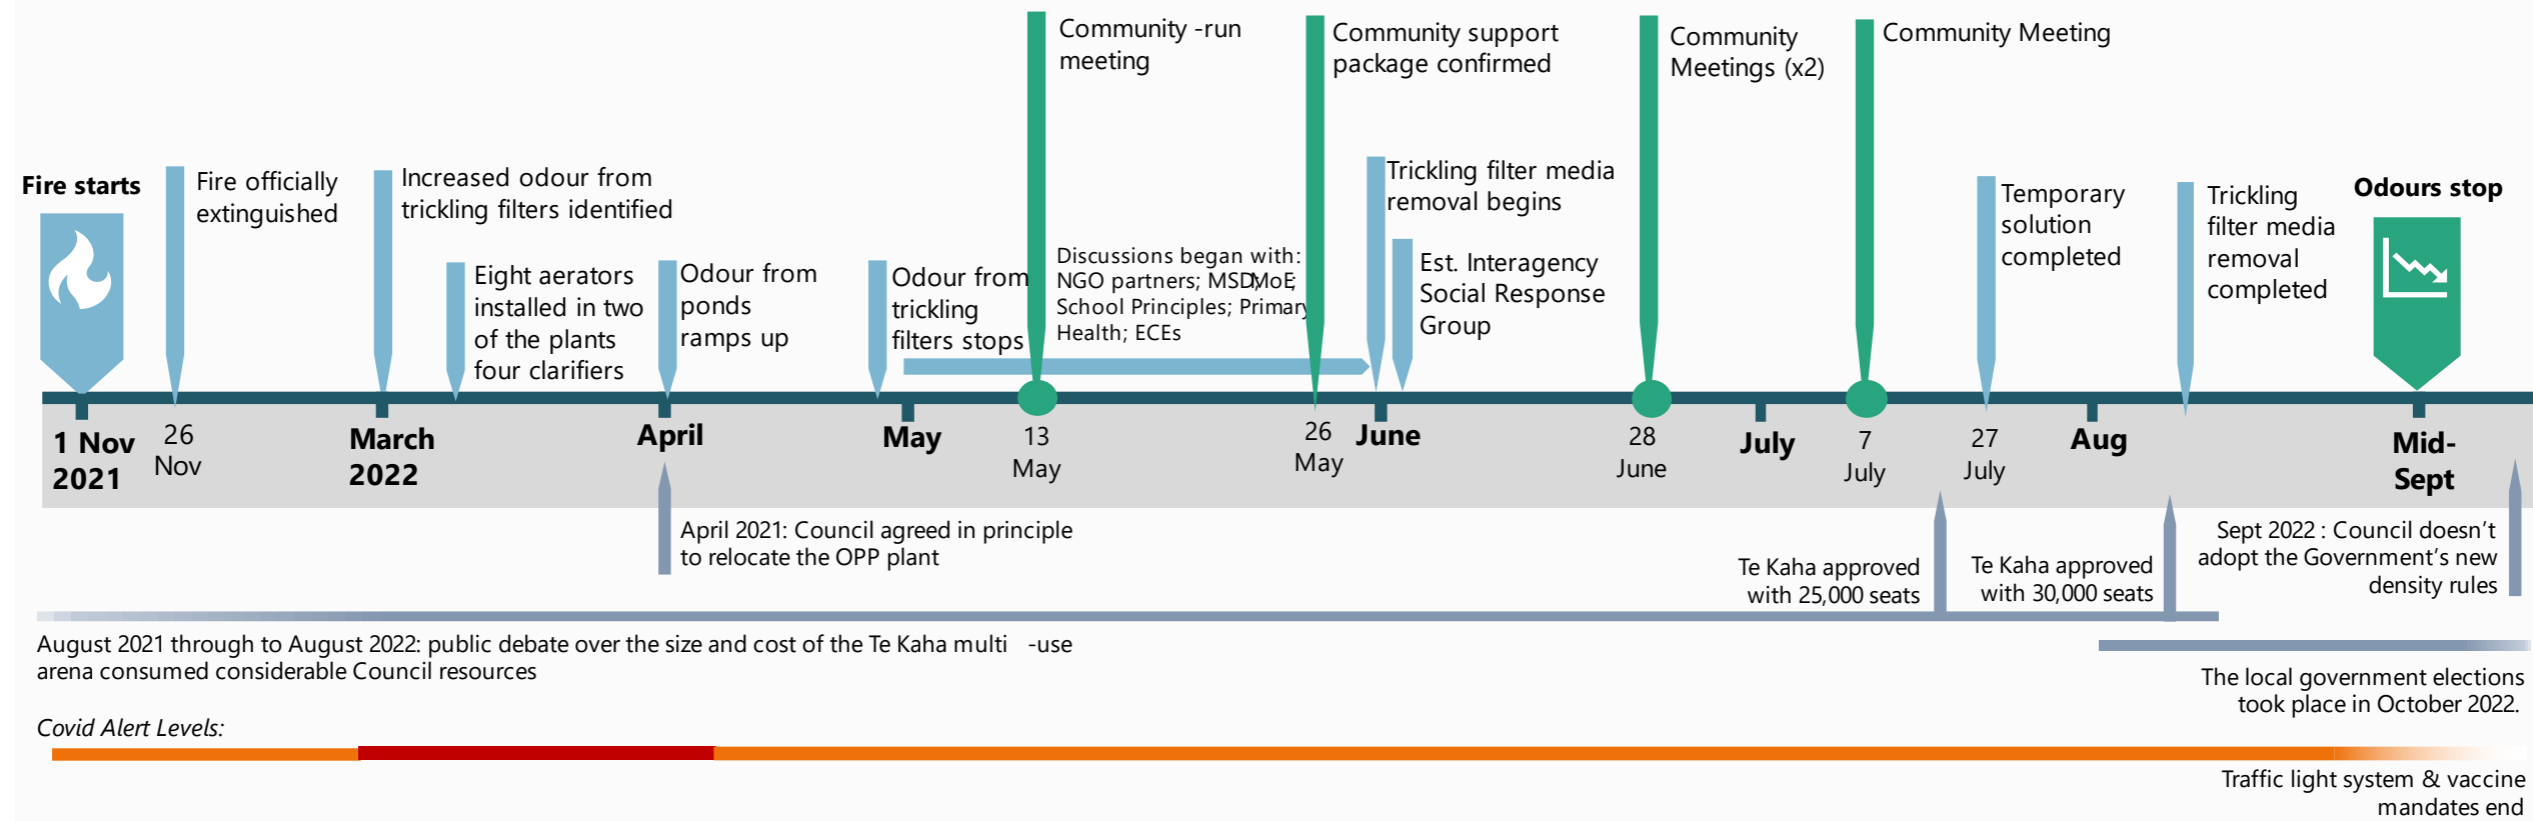 Community -run
meeting
Community support
package confirmed
Community
Meetings (x2)
Community Meeting
Fire starts
Fire officially
extinguished
Increased odour from
trickling filters identified
Eight aerators
installed in two
of the plants
four clarifiers
Odour from
ponds
ramps up
Odour from
trickling
filters stops
Discussions began with:
NGO partners; MSD;MoE;
School Principles; Primary
Health; ECEs
Trickling filter media
removal begins
Est. Interagency
Social Response
Group
Temporary
solution
completed
Trickling
filter media
removal
completed
Odours stop
1 Nov
2021
26
Nov
March
2022
April
May
13
May
26
May
June
28
June
July
7
July
27
July
Aug
Mid-
Sept
April 2021: Council agreed in principle
to relocate the OPP plant
Te Kaha approved
with 25,000 seats
Te Kaha approved
with 30,000 seats
Sept 2022 : Council doesn't
adopt the Government's new
density rules
August 2021 through to August 2022: public debate over the size and cost of the Te Kaha multi -use
arena consumed considerable Council resources
The local government elections
took place in October 2022.
Covid Alert Levels:
Traffic light system & vaccine
mandates end